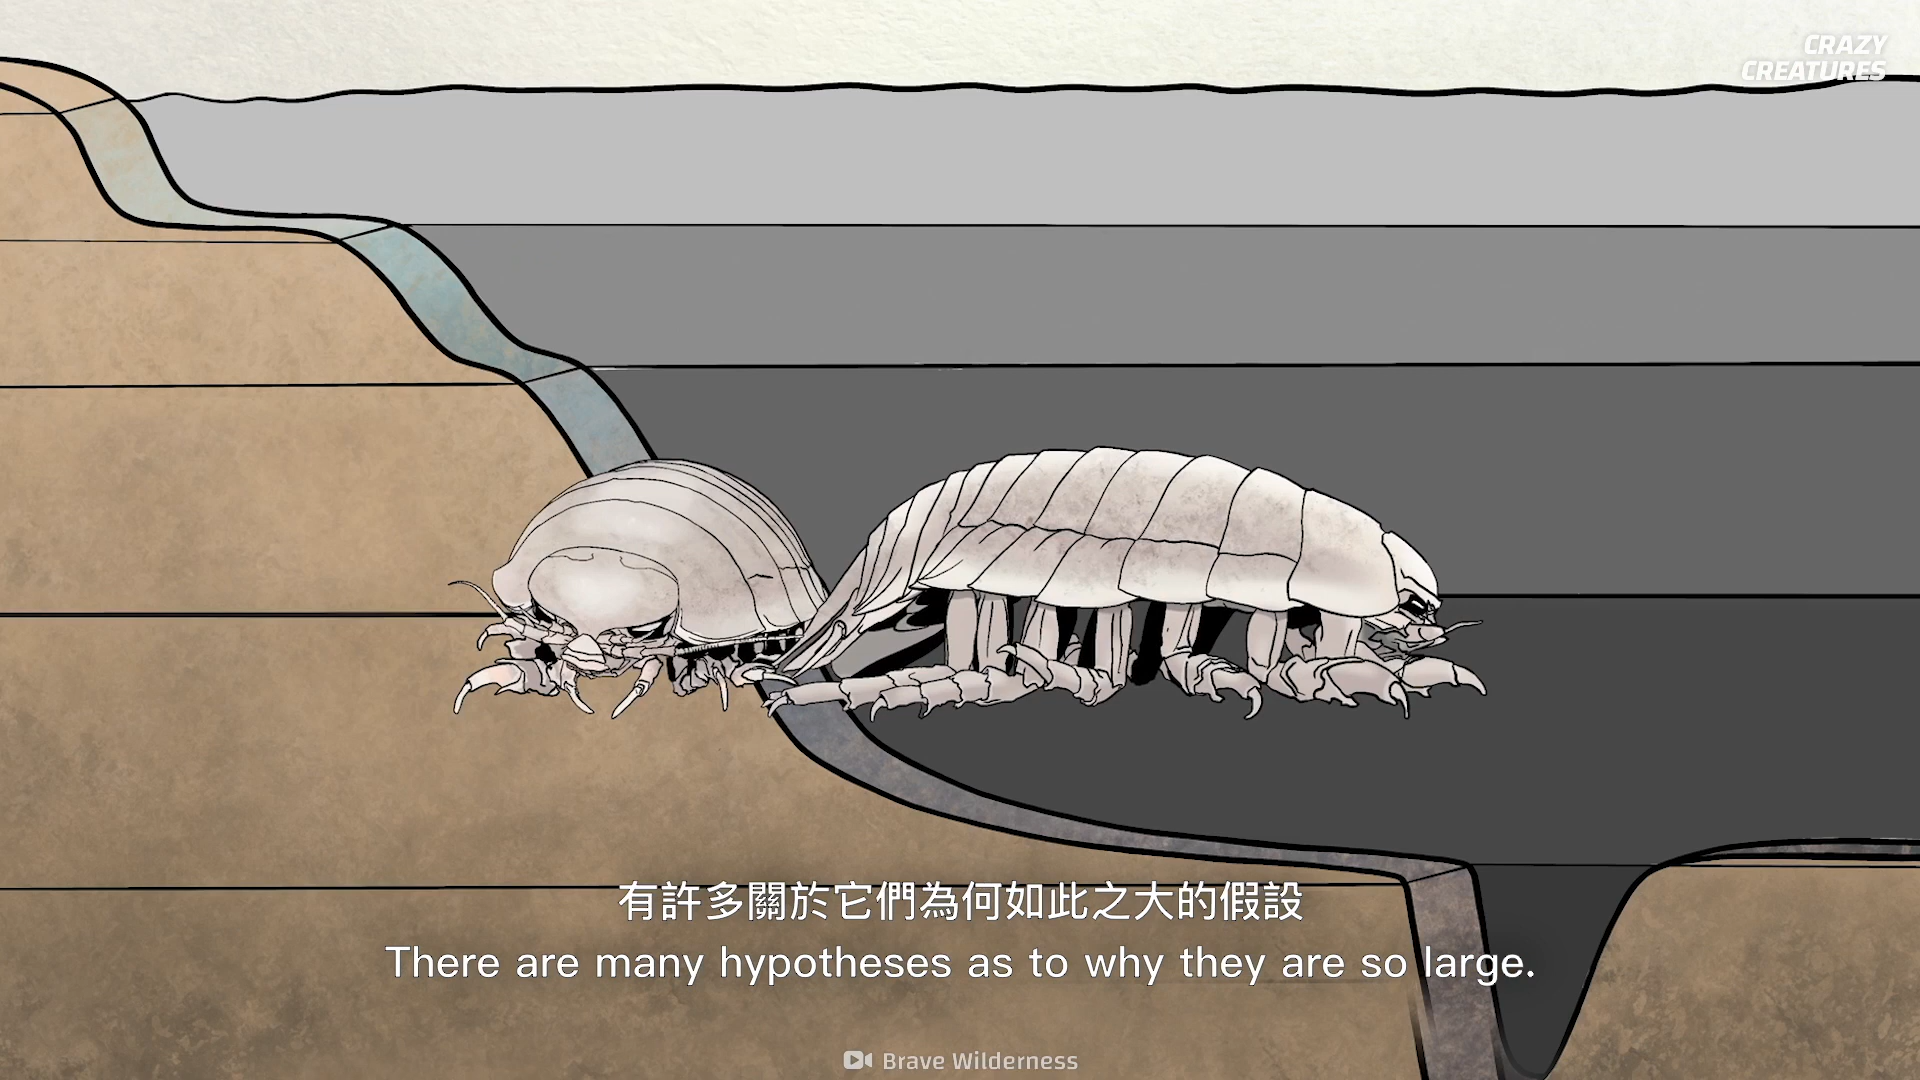 CRAZY
CREATURES
有許多關於它們為何如此之大的假設
There are many hypotheses as to why they are so large.
Brave Wilderness